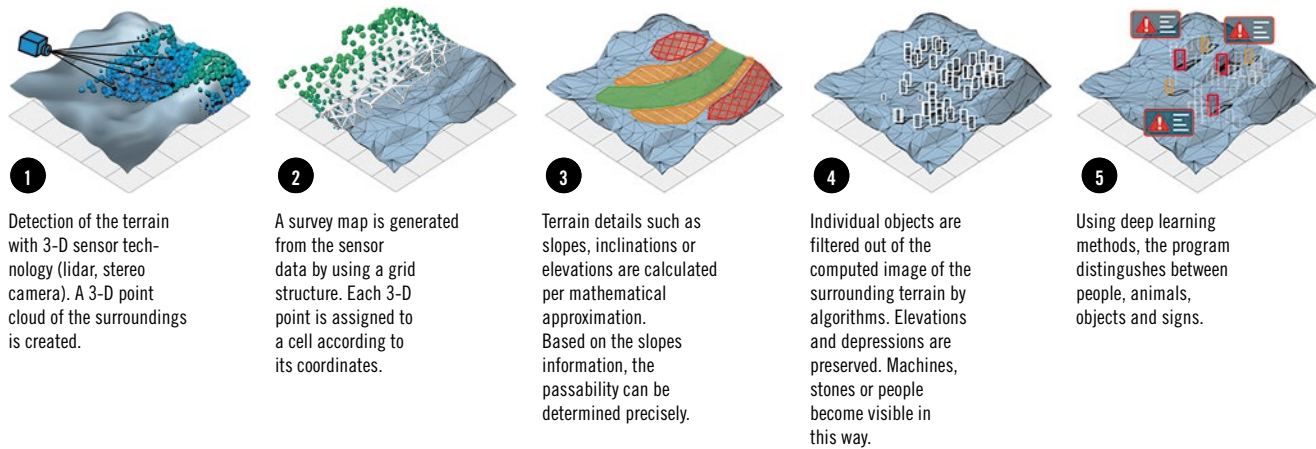 1
Detection of the terrain
with 3-D sensor tech-
nology (lidar, stereo
camera). A 3-D point
cloud of the surroundings
is created.
2
A survey map is generated
from the sensor
data by using a grid
structure. Each 3-D
point is assigned to
a cell according to
its coordinates.
3
Terrain details such as
slopes, inclinations or
elevations are calculated
per mathematical
approximation.
Based on the slopes
information, the
passability can be
determined precisely.
4
Individual objects are
filtered out of the
computed image of the
surrounding terrain by
algorithms. Elevations
and depressions are
preserved. Machines,
stones or people
become visible in
this way.
5
Using deep learning
methods, the program
distngushes between
people, animals,
objects and signs.